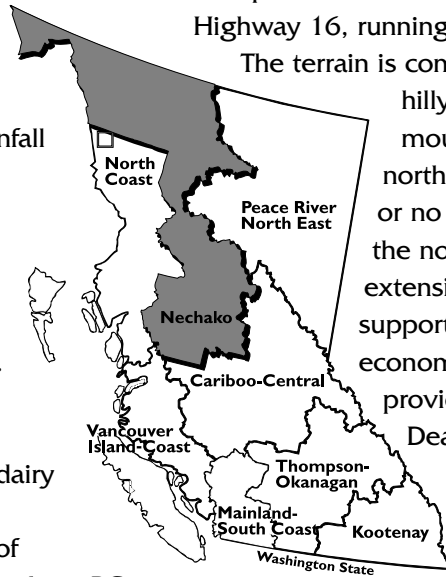 Highway 16, running
The terrain is con
hilly
nfall
mou
North
Coast
north
Peace River
North East
or no
the no
extensi
Nechako
support
econom
Cariboo-Central
provid
Vancouver
Island-Coast
Dea
dairy
Thompson-
Okanagan
Mainland-
South Coast
Kootenay
of
Washington State